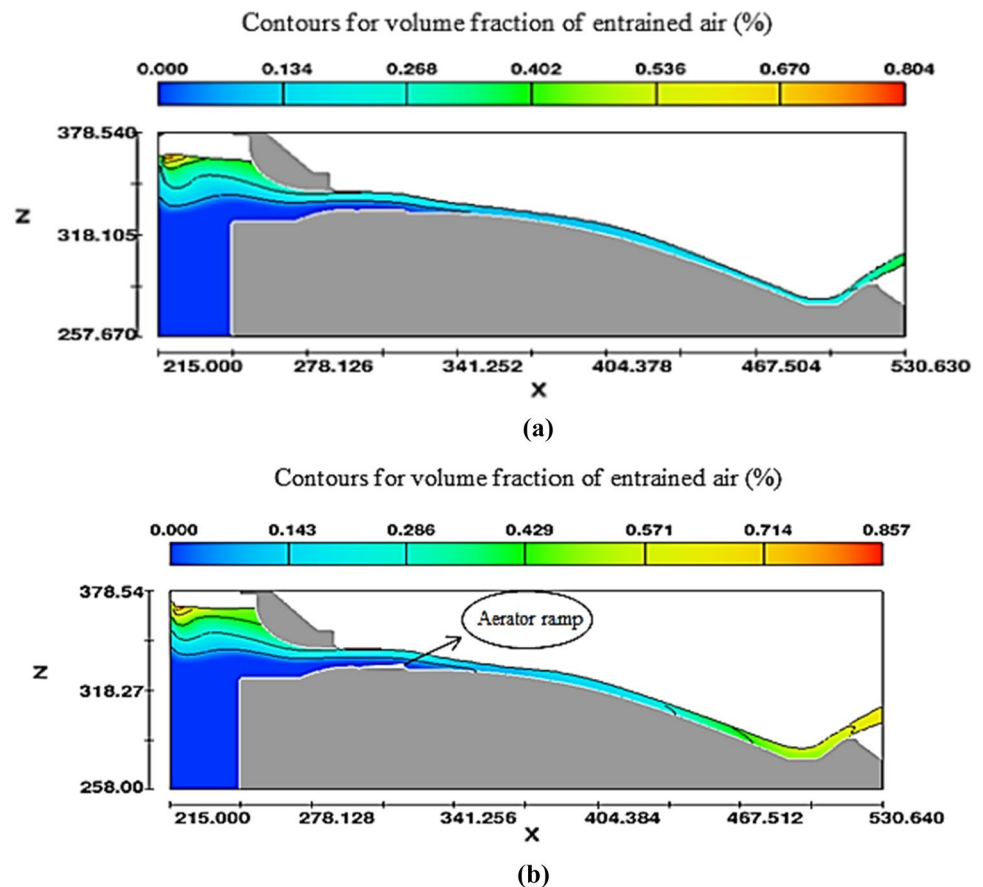 Contours for volume fraction of entrained air (%)
0.000 0.134 0.268 0.402 0.536 0.670 0.804
378.540
318.105
257.670
Z
215.000 278.126 341.252 404.378 467.504 530.630
X
(a)
Contours for volume fraction of entrained air (%)
0.000 0.143 0.286 0.429 0.571 0.714 0.857
378.54
Aerator ramp
318.27
258.00
Z
215.000 278.128 341.256 404.384 467.512 530.640
X
(b)